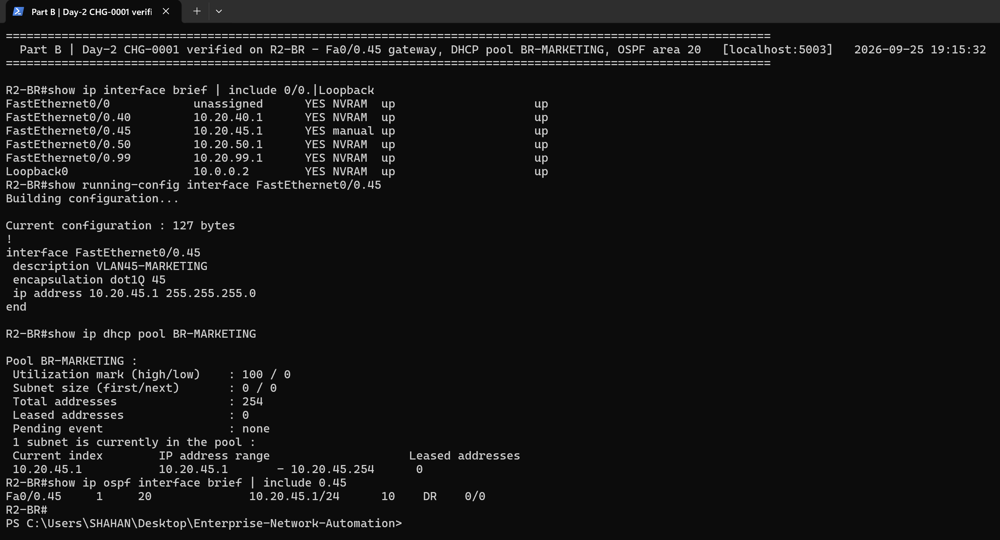 Part B | Day-2 CHG-0001 verifi
==============================================================================================================
  Part B | Day-2 CHG-0001 verified on R2-BR - Fa0/0.45 gateway, DHCP pool BR-MARKETING, OSPF area 20   [localhost:5003]   2026-09-25 19:15:32
==============================================================================================================
R2-BR#show ip interface brief | include 0/0.|Loopback
FastEthernet0/0            unassigned      YES NVRAM  up                    up
FastEthernet0/0.40         10.20.40.1      YES NVRAM  up                    up
FastEthernet0/0.45         10.20.45.1      YES manual up                    up
FastEthernet0/0.50         10.20.50.1      YES NVRAM  up                    up
FastEthernet0/0.99         10.20.99.1      YES NVRAM  up                    up
Loopback0                  10.0.0.2        YES NVRAM  up                    up
R2-BR#show running-config interface FastEthernet0/0.45
Building configuration...
Current configuration : 127 bytes
!
interface FastEthernet0/0.45
 description VLAN45-MARKETING
 encapsulation dot1Q 45
 ip address 10.20.45.1 255.255.255.0
end
R2-BR#show ip dhcp pool BR-MARKETING
Pool BR-MARKETING :
 Utilization mark (high/low)    : 100 / 0
 Subnet size (first/next)       : 0 / 0
 Total addresses                : 254
 Leased addresses               : 0
 Pending event                  : none
 1 subnet is currently in the pool :
 Current index        IP address range                    Leased addresses
 10.20.45.1           10.20.45.1       - 10.20.45.254      0
R2-BR#show ip ospf interface brief | include 0.45
Fa0/0.45     1     20              10.20.45.1/24      10    DR    0/0
R2-BR#
PS C:\Users\SHAHAN\Desktop\Enterprise-Network-Automation>